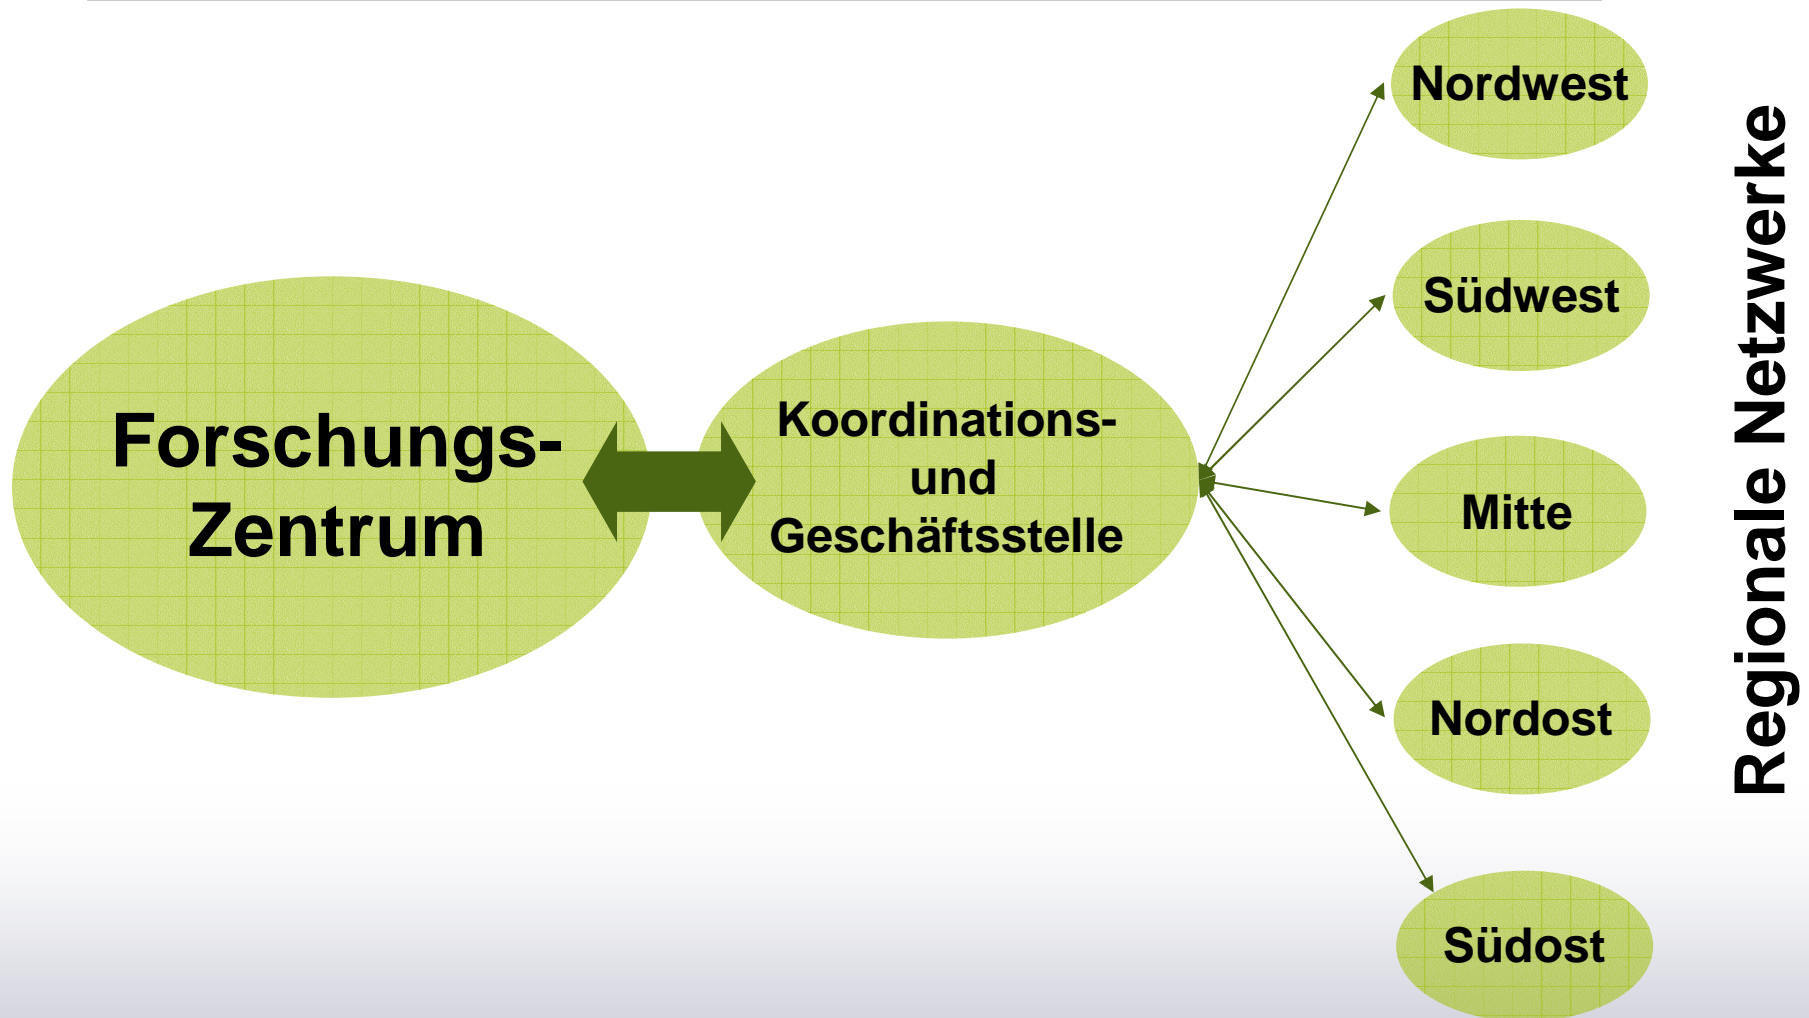 Forschungs-
Zentrum
Koordinations-
und
Geschäftsstelle
Nordwest
Südwest
Mitte
Nordost
Südost
Regionale Netzwerke